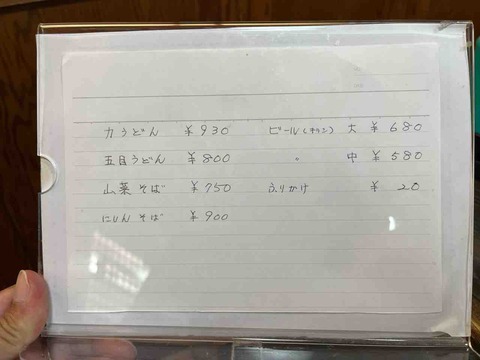 力うどん ¥930 ビール(キリン) 大 ¥680
五目うどん ¥800 〃 中 ¥580
山菜そば ¥750 ふりかけ ¥20
にしんそば ¥900